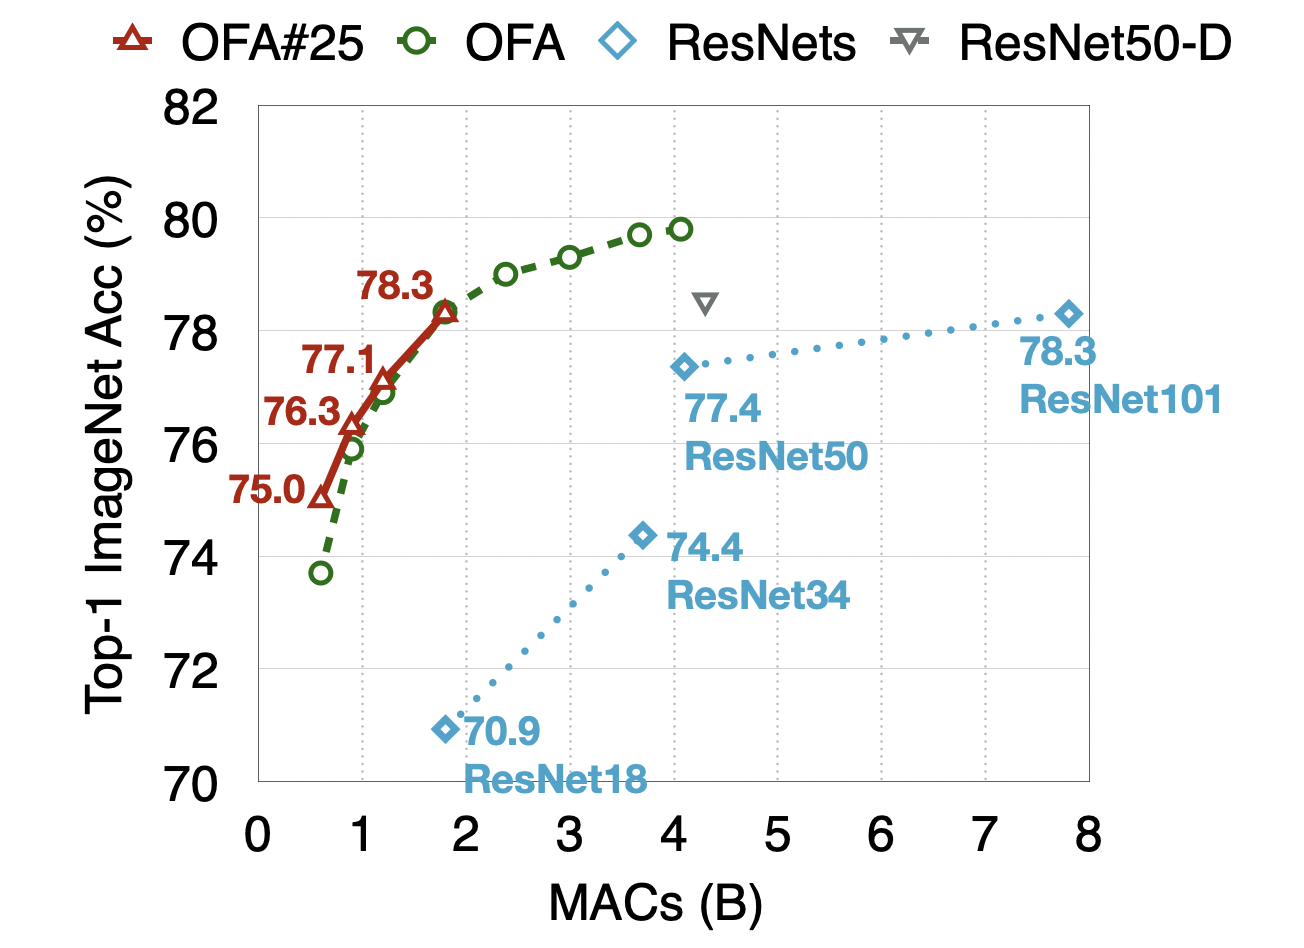 OFA#25 OFA ResNets ResNet50-D
82
80
78
76
74
72
70
Top-1 ImageNet Acc (%)
78.3
77.1
76.3
75.0
78.3
ResNet101
77.4
ResNet50
74.4
ResNet34
70.9
ResNet18
0 1 2 3 4 5 6 7 8
MACs (B)